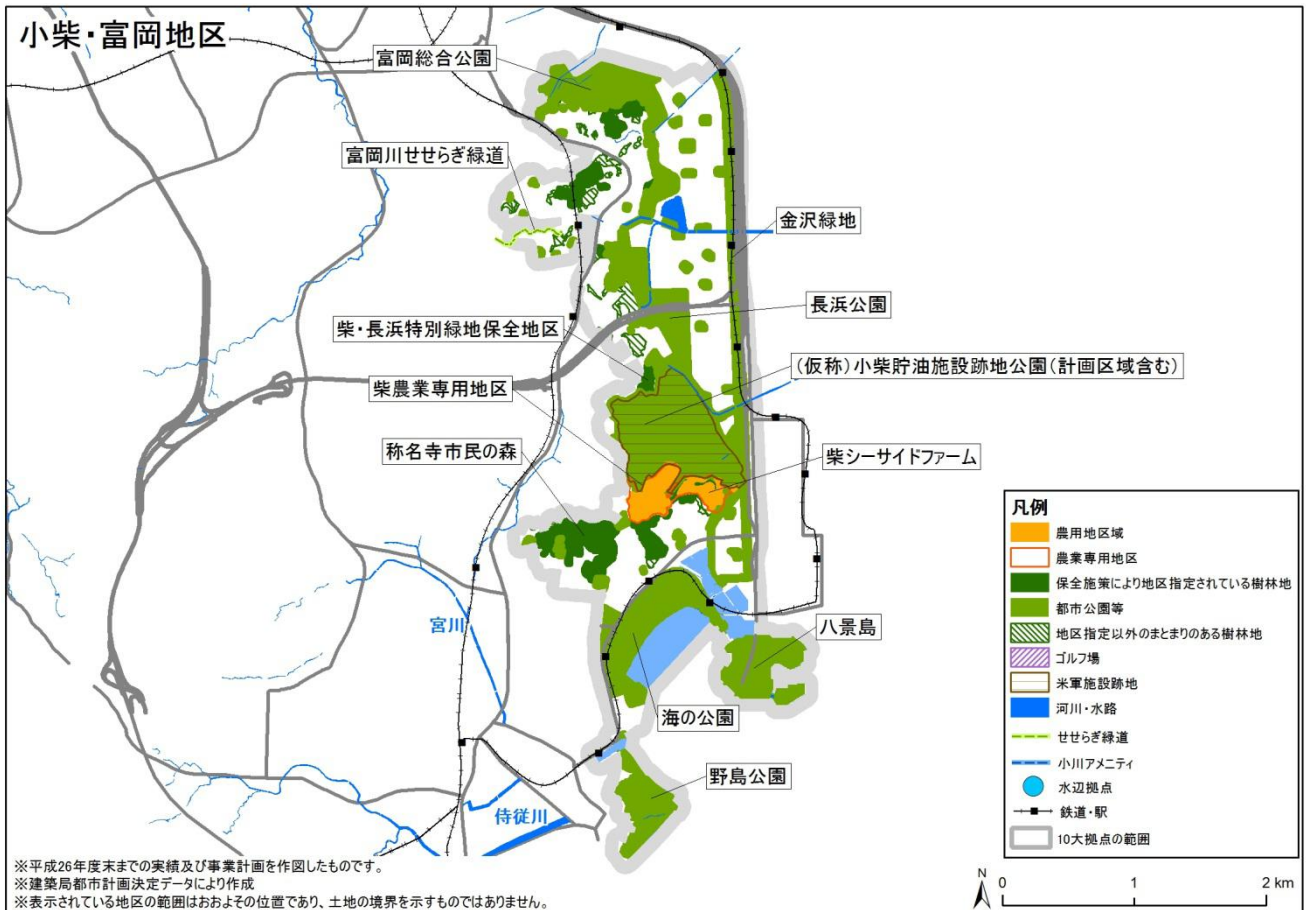 小柴・富岡地区
富岡総合公園
富岡川せせらぎ緑道
金沢緑地
長浜公園
柴・長浜特別緑地保全地区
(仮称)小柴貯油施設跡地公園(計画区域含む)
柴農業専用地区
称名寺市民の森
柴シーサイドファーム
宮川
八景島
海の公園
野島公園
侍従川
凡例
農用地区域
農業専用地区
保全施策により地区指定されている樹林地
都市公園等
地区指定以外のまとまりのある樹林地
ゴルフ場
米軍施設跡地
河川・水路
せせらぎ緑道
小川アメニティ
水辺拠点
鉄道・駅
10大拠点の範囲
※平成26年度末までの実績及び事業計画を作図したものです。
※建築局都市計画決定データにより作成
※表示されている地区の範囲はおおよその位置であり、土地の境界を示すものではありません。
N
0 1 2 km